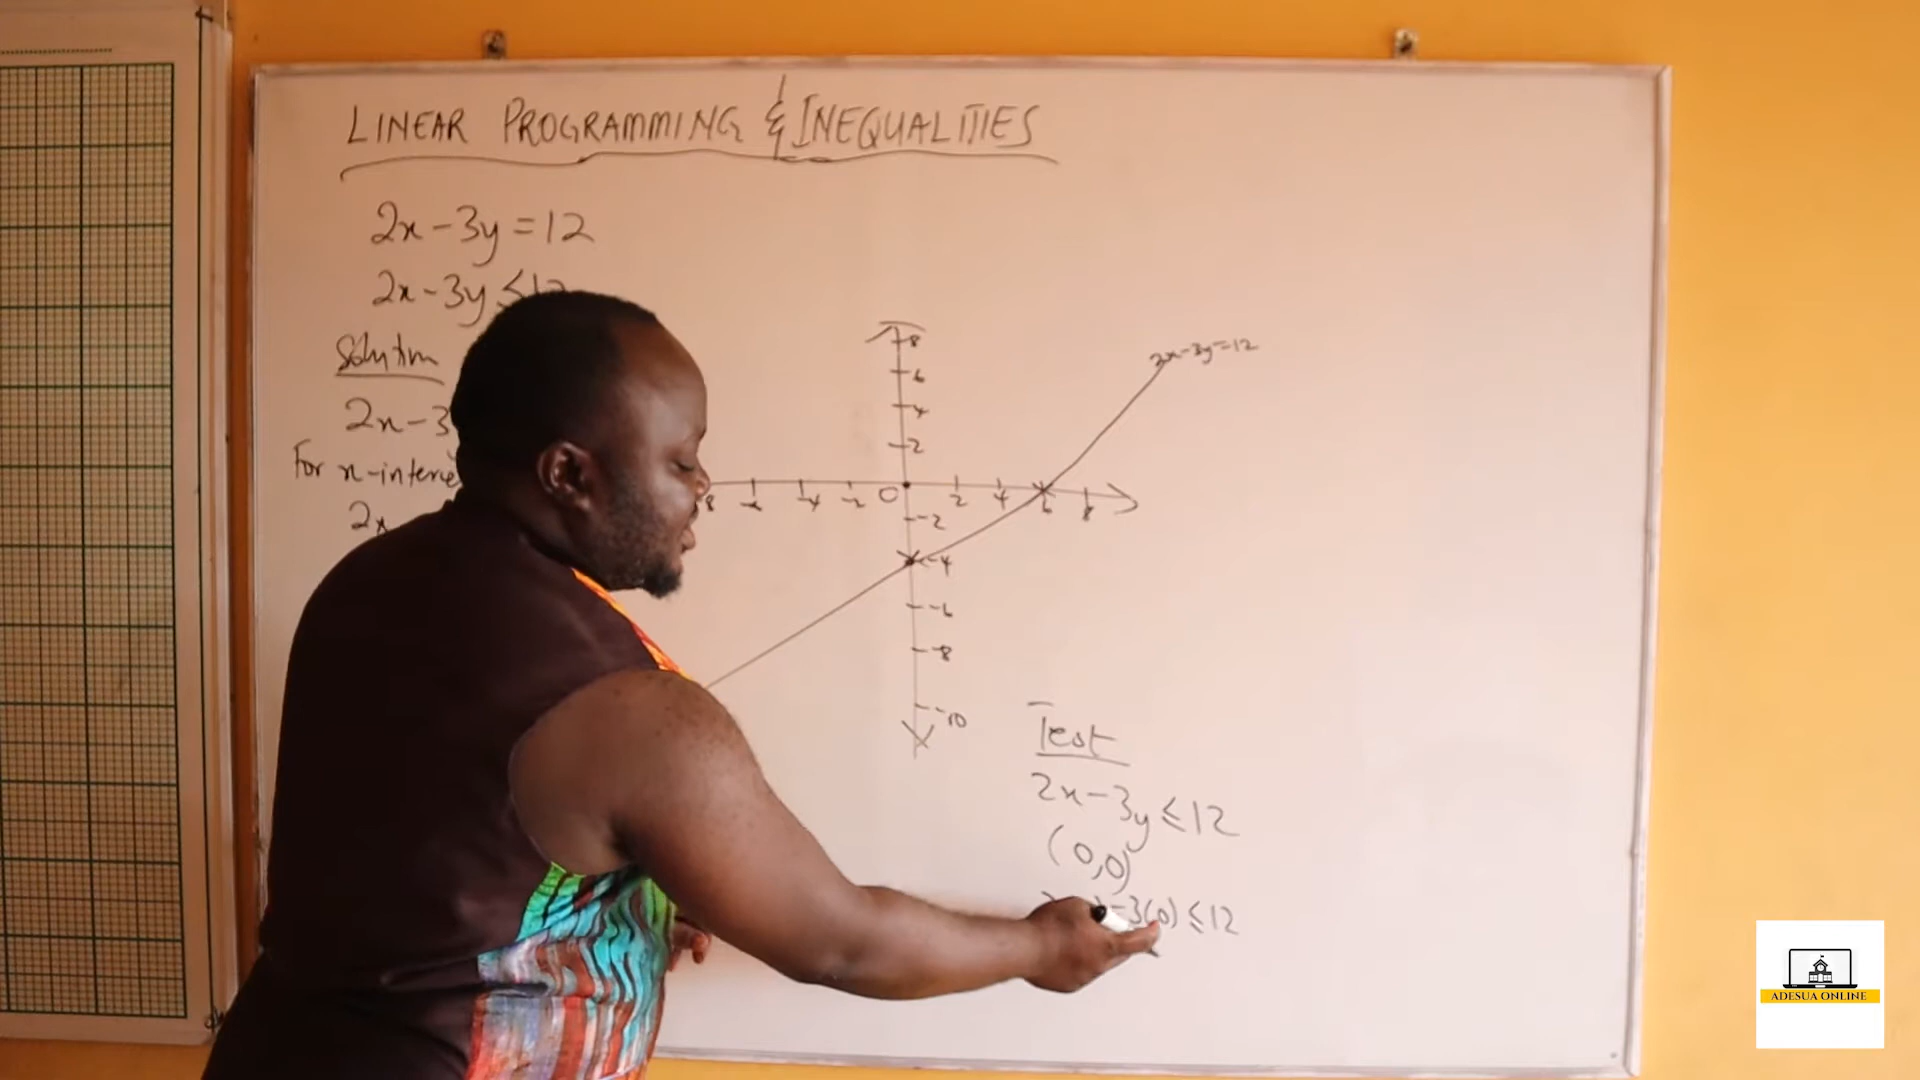 LINEAR PROGRAMMING & INEQUALITIES
2x-3y=12
2x-3y≤12
Solution
2x-3
For x-interce
2x
8
6
4
2
2x-3y=12
8 -6 -4 -2 0 2 4 6 8
-2
-4
-6
-8
-10
Test
2x-3y≤12
(0,0)
-3(0)≤12
ADESUA ONLINE